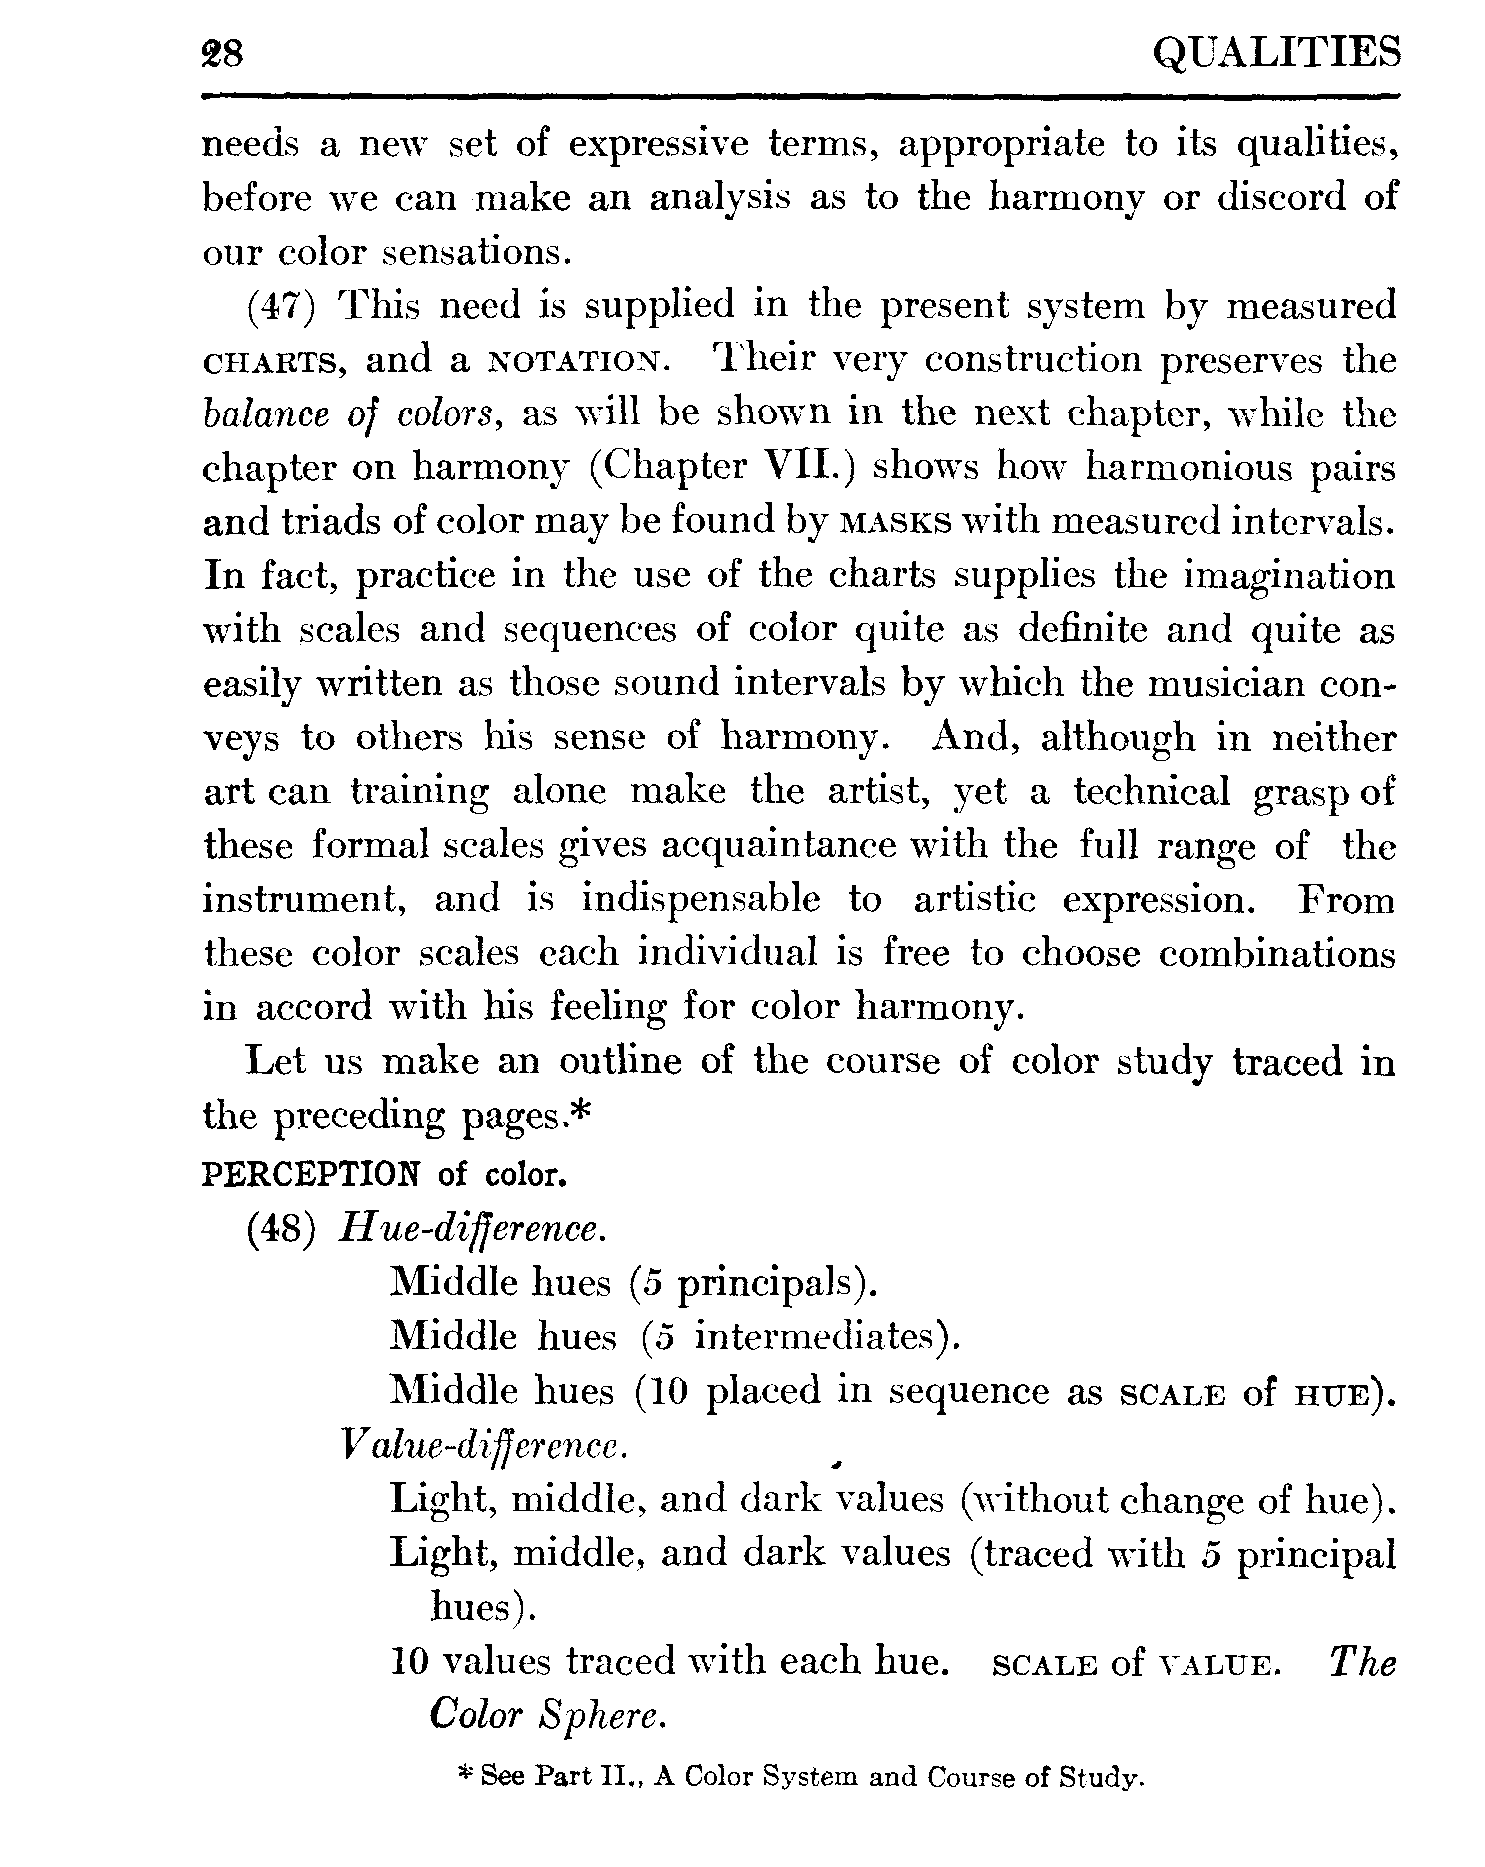 28 QUALITIES
needs a new set of expressive terms, appropriate to its qualities,
before we can make an analysis as to the harmony or discord of
our color sensations.
(47) This need is supplied in the present system by measured
CHARTS, and a NOTATION. Their very construction preserves the
balance of colors, as will be shown in the next chapter, while the
chapter on harmony (Chapter VII.) shows how harmonious pairs
and triads of color may be found by MASKS with measured intervals.
In fact, practice in the use of the charts supplies the imagination
with scales and sequences of color quite as definite and quite as
easily written as those sound intervals by which the musician con-
veys to others his sense of harmony. And, although in neither
art can training alone make the artist, yet a technical grasp of
these formal scales gives acquaintance with the full range of the
instrument, and is indispensable to artistic expression. From
these color scales each individual is free to choose combinations
in accord with his feeling for color harmony.
Let us make an outline of the course of color study traced in
the preceding pages.*
PERCEPTION of color.
(48) Hue-difference.
Middle hues (5 principals).
Middle hues (5 intermediates).
Middle hues (10 placed in sequence as SCALE of HUE).
Value-difference.
Light, middle, and dark values (without change of hue).
Light, middle, and dark values (traced with 5 principal
hues).
10 values traced with each hue. SCALE of VALUE. The
Color Sphere.
* See Part II., A Color System and Course of Study.